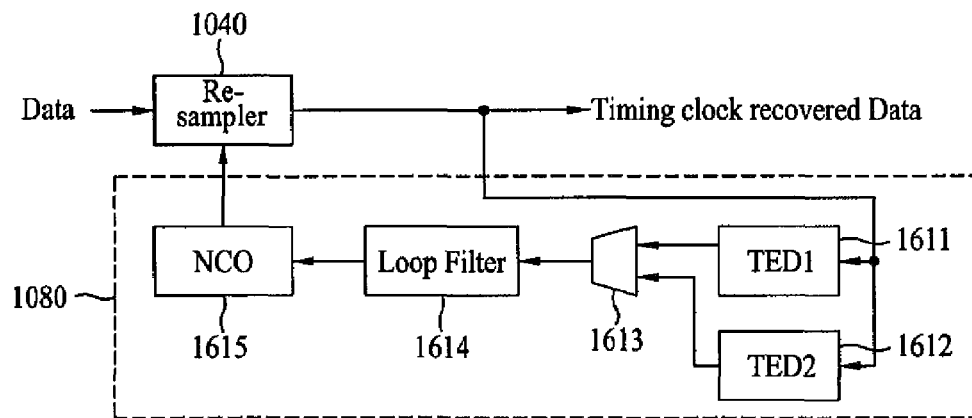 1040
Data
Re-
sampler
Timing clock recovered Data
1080
NCO
Loop Filter
TED1
1611
1615
1614
1613
TED2
1612